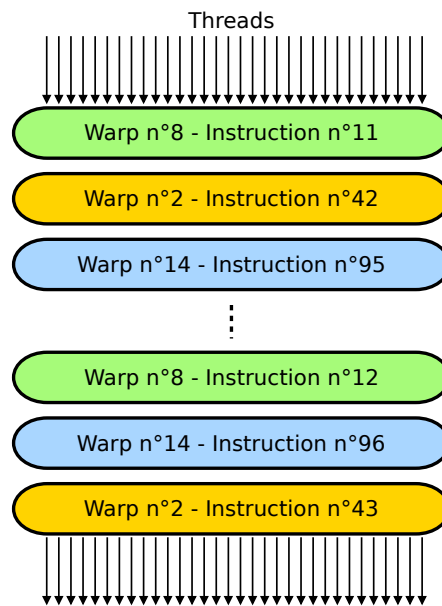 Threads
Warp n°8 - Instruction n°11
Warp n°2 - Instruction n°42
Warp n°14 - Instruction n°95
Warp n°8 - Instruction n°12
Warp n°14 - Instruction n°96
Warp n°2 - Instruction n°43